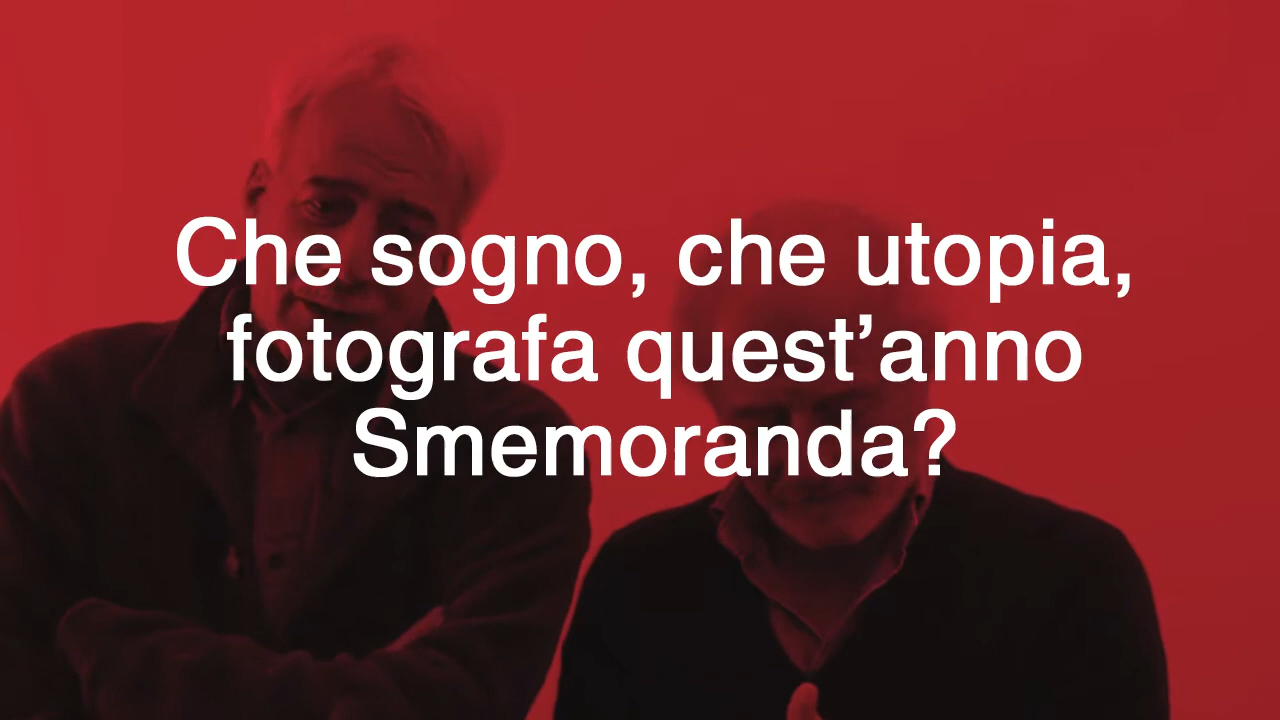 Che sogno, che utopia,
fotografa quest’anno
Smemoranda?